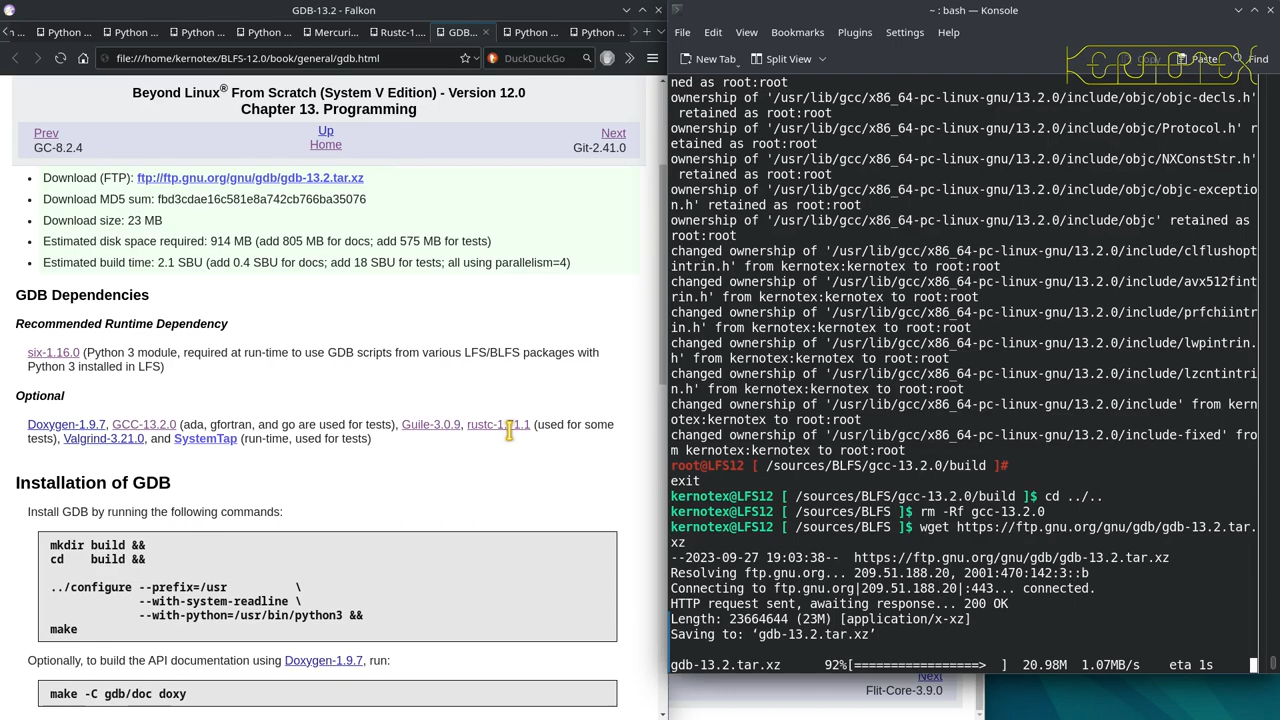 GDB-13.2 - Falkon
n ...
Python ...
Python ...
Python ...
Python ...
Mercuri...
Rustc-1....
GDB...
Python ...
Python ...
file:///home/kernotex/BLFS-12.0/book/general/gdb.html
DuckDuckGo
Beyond Linux® From Scratch (System V Edition) - Version 12.0
Chapter 13. Programming
Prev
Up
Next
GC-8.2.4
Home
Git-2.41.0
• Download (FTP): ftp://ftp.gnu.org/gnu/gdb/gdb-13.2.tar.xz
• Download MD5 sum: fbd3cdae16c581e8a742cb766ba35076
• Download size: 23 MB
• Estimated disk space required: 914 MB (add 805 MB for docs; add 575 MB for tests)
• Estimated build time: 2.1 SBU (add 0.4 SBU for docs; add 18 SBU for tests; all using parallelism=4)
GDB Dependencies
Recommended Runtime Dependency
six-1.16.0 (Python 3 module, required at run-time to use GDB scripts from various LFS/BLFS packages with
Python 3 installed in LFS)
Optional
Doxygen-1.9.7, GCC-13.2.0 (ada, gfortran, and go are used for tests), Guile-3.0.9, rustc-1.71.1 (used for some
tests), Valgrind-3.21.0, and SystemTap (run-time, used for tests)
Installation of GDB
Install GDB by running the following commands:
mkdir build &&
cd    build &&
../configure --prefix=/usr          \
             --with-system-readline \
             --with-python=/usr/bin/python3 &&
make
Optionally, to build the API documentation using Doxygen-1.9.7, run:
make -C gdb/doc doxy
~ : bash — Konsole
File
Edit
View
Bookmarks
Plugins
Settings
Help
New Tab
Split View
Copy
Paste
Find
KERNOTEX
ned as root:root
ownership of '/usr/lib/gcc/x86_64-pc-linux-gnu/13.2.0/include/objc/objc-decls.h'
 retained as root:root
ownership of '/usr/lib/gcc/x86_64-pc-linux-gnu/13.2.0/include/objc/Protocol.h' r
etained as root:root
ownership of '/usr/lib/gcc/x86_64-pc-linux-gnu/13.2.0/include/objc/NXConstStr.h'
 retained as root:root
ownership of '/usr/lib/gcc/x86_64-pc-linux-gnu/13.2.0/include/objc/objc-exceptio
n.h' retained as root:root
ownership of '/usr/lib/gcc/x86_64-pc-linux-gnu/13.2.0/include/objc' retained as
root:root
changed ownership of '/usr/lib/gcc/x86_64-pc-linux-gnu/13.2.0/include/clflushopt
intrin.h' from kernotex:kernotex to root:root
changed ownership of '/usr/lib/gcc/x86_64-pc-linux-gnu/13.2.0/include/avx512fint
rin.h' from kernotex:kernotex to root:root
changed ownership of '/usr/lib/gcc/x86_64-pc-linux-gnu/13.2.0/include/prfchiintr
in.h' from kernotex:kernotex to root:root
changed ownership of '/usr/lib/gcc/x86_64-pc-linux-gnu/13.2.0/include/lwpintrin.
h' from kernotex:kernotex to root:root
changed ownership of '/usr/lib/gcc/x86_64-pc-linux-gnu/13.2.0/include/lzcntintri
n.h' from kernotex:kernotex to root:root
changed ownership of '/usr/lib/gcc/x86_64-pc-linux-gnu/13.2.0/include' from kern
otex:kernotex to root:root
changed ownership of '/usr/lib/gcc/x86_64-pc-linux-gnu/13.2.0/include-fixed' fro
m kernotex:kernotex to root:root
root@LFS12 [ /sources/BLFS/gcc-13.2.0/build ]#
exit
kernotex@LFS12 [ /sources/BLFS/gcc-13.2.0/build ]$ cd ../..
kernotex@LFS12 [ /sources/BLFS ]$ rm -Rf gcc-13.2.0
kernotex@LFS12 [ /sources/BLFS ]$ wget https://ftp.gnu.org/gnu/gdb/gdb-13.2.tar.
xz
--2023-09-27 19:03:38--  https://ftp.gnu.org/gnu/gdb/gdb-13.2.tar.xz
Resolving ftp.gnu.org... 209.51.188.20, 2001:470:142:3::b
Connecting to ftp.gnu.org|209.51.188.20|:443... connected.
HTTP request sent, awaiting response... 200 OK
Length: 23664644 (23M) [application/x-xz]
Saving to: ‘gdb-13.2.tar.xz’
gdb-13.2.tar.xz      92%[=================>  ]  20.98M  1.07MB/s    eta 1s
Next
Flit-Core-3.9.0